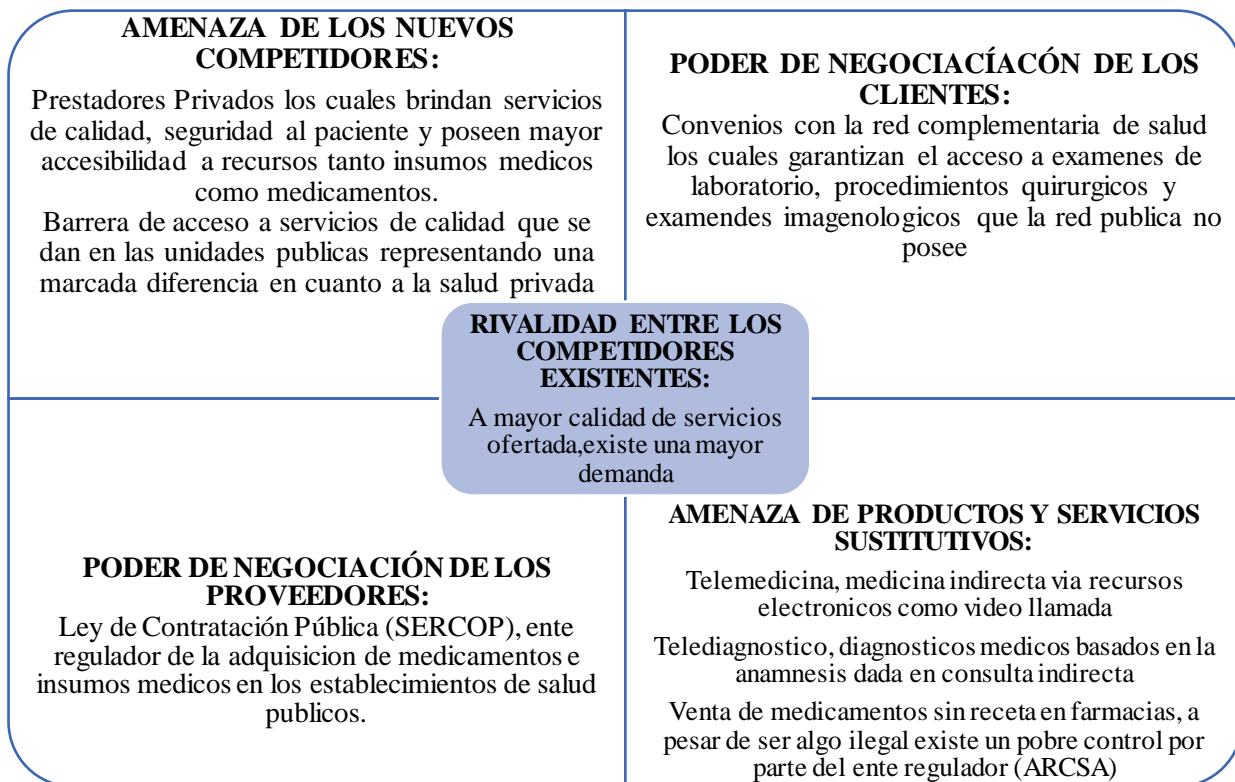 AMENAZA DE LOS NUEVOS
COMPETIDORES:
Prestadores Privados los cuales brindan servicios
de calidad, seguridad al paciente y poseen mayor
accesibilidad a recursos tanto insumos medicos
como medicamentos.
Barrera de acceso a servicios de calidad que se
dan en las unidades publicas representando una
marcada diferencia en cuanto a la salud privada
PODER DE NEGOCIACÍACÓN DE LOS
CLIENTES:
Convenios con la red complementaria de salud
los cuales garantizan el acceso a examenes de
laboratorio, procedimientos quirurgicos y
examendes imagenologicos que la red publica no
posee
RIVALIDAD ENTRE LOS
COMPETIDORES
EXISTENTES:
A mayor calidad de servicios
ofertada,existe una mayor
demanda
PODER DE NEGOCIACIÓN DE LOS
PROVEEDORES:
Ley de Contratación Pública (SERCOP), ente
regulador de la adquisicion de medicamentos e
insumos medicos en los establecimientos de salud
publicos.
AMENAZA DE PRODUCTOS Y SERVICIOS
SUSTITUTIVOS:
Telemedicina, medicina indirecta via recursos
electronicos como video llamada
Telediagnostico, diagnosticos medicos basados en la
anamnesis dada en consulta indirecta
Venta de medicamentos sin receta en farmacias, a
pesar de ser algo ilegal existe un pobre control por
parte del ente regulador (ARCSA)